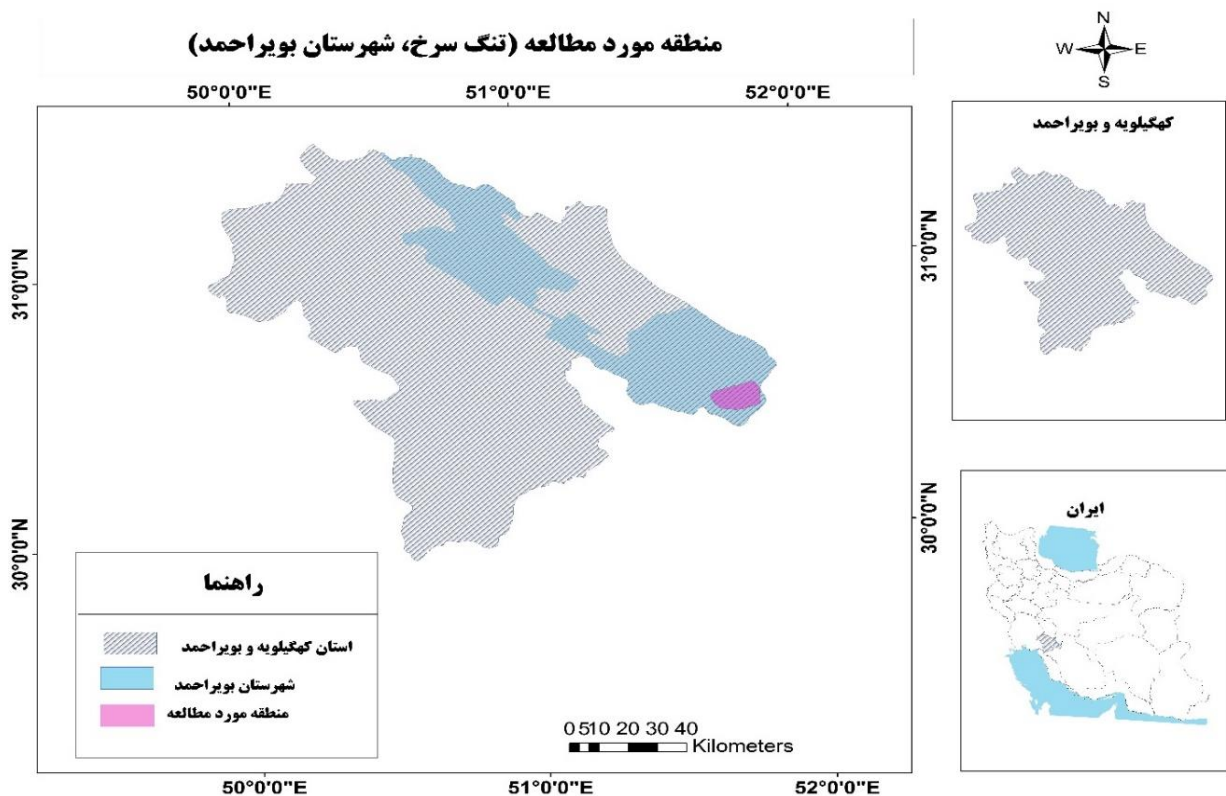 منطقه مورد مطالعه (تنگ سرخ، شهرستان بویراحمد)
N
W E
S
50°0'0"E 51°0'0"E 52°0'0"E
کهگیلویه و بویراحمد
31°0'0"N
31°0'0"N
30°0'0"N
30°0'0"N
ایران
راهنما
استان کهگیلویه و بویراحمد
شهرستان بویراحمد
منطقه مورد مطالعه
0 5 10 20 30 40
Kilometers
50°0'0"E 51°0'0"E 52°0'0"E